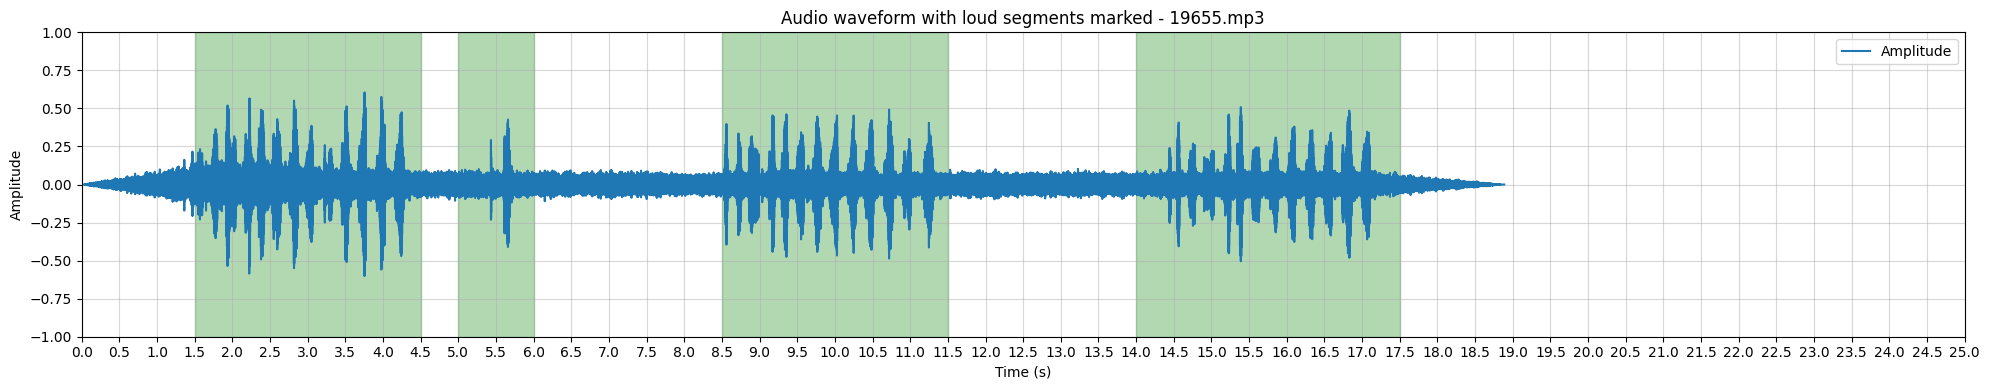 Audio waveform with loud segments marked - 19655.mp3
Amplitude
1.00
0.75
0.50
0.25
0.00
−0.25
−0.50
−0.75
−1.00
Amplitude
0.0 0.5 1.0 1.5 2.0 2.5 3.0 3.5 4.0 4.5 5.0 5.5 6.0 6.5 7.0 7.5 8.0 8.5 9.0 9.5 10.0 10.5 11.0 11.5 12.0 12.5 13.0 13.5 14.0 14.5 15.0 15.5 16.0 16.5 17.0 17.5 18.0 18.5 19.0 19.5 20.0 20.5 21.0 21.5 22.0 22.5 23.0 23.5 24.0 24.5 25.0
Time (s)